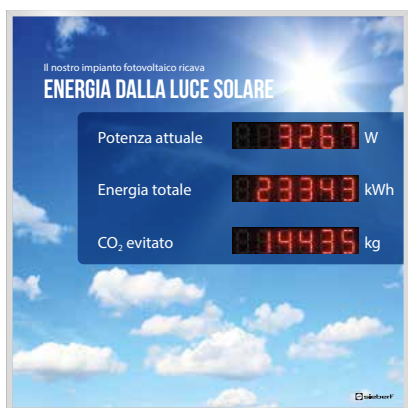 Il nostro impianto fotovoltaico ricava
ENERGIA DALLA LUCE SOLARE
Potenza attuale 3267 W
Energia totale 23343 kWh
CO₂ evitato 14435 kg
siebert